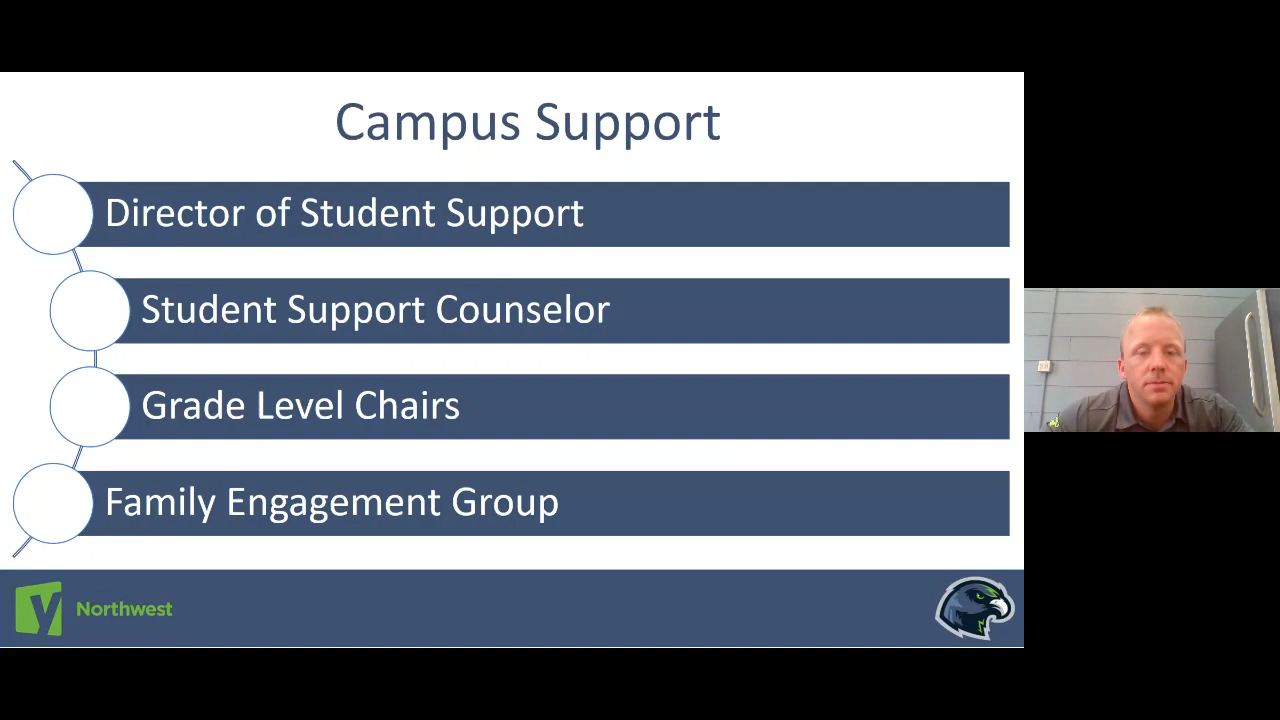 Campus Support
Director of Student Support
Student Support Counselor
Grade Level Chairs
Family Engagement Group
Y Northwest